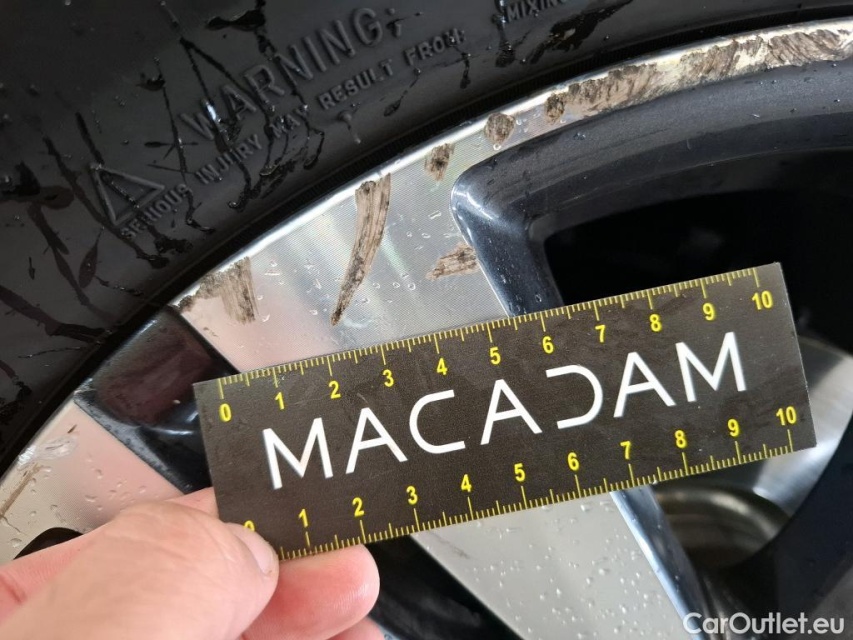 WARNING:
SERIOUS INJURY MAY RESULT FROM:
MIXIN
0 1 2 3 4 5 6 7 8 9 10
MACADAM
0 1 2 3 4 5 6 7 8 9 10
CarOutlet.eu